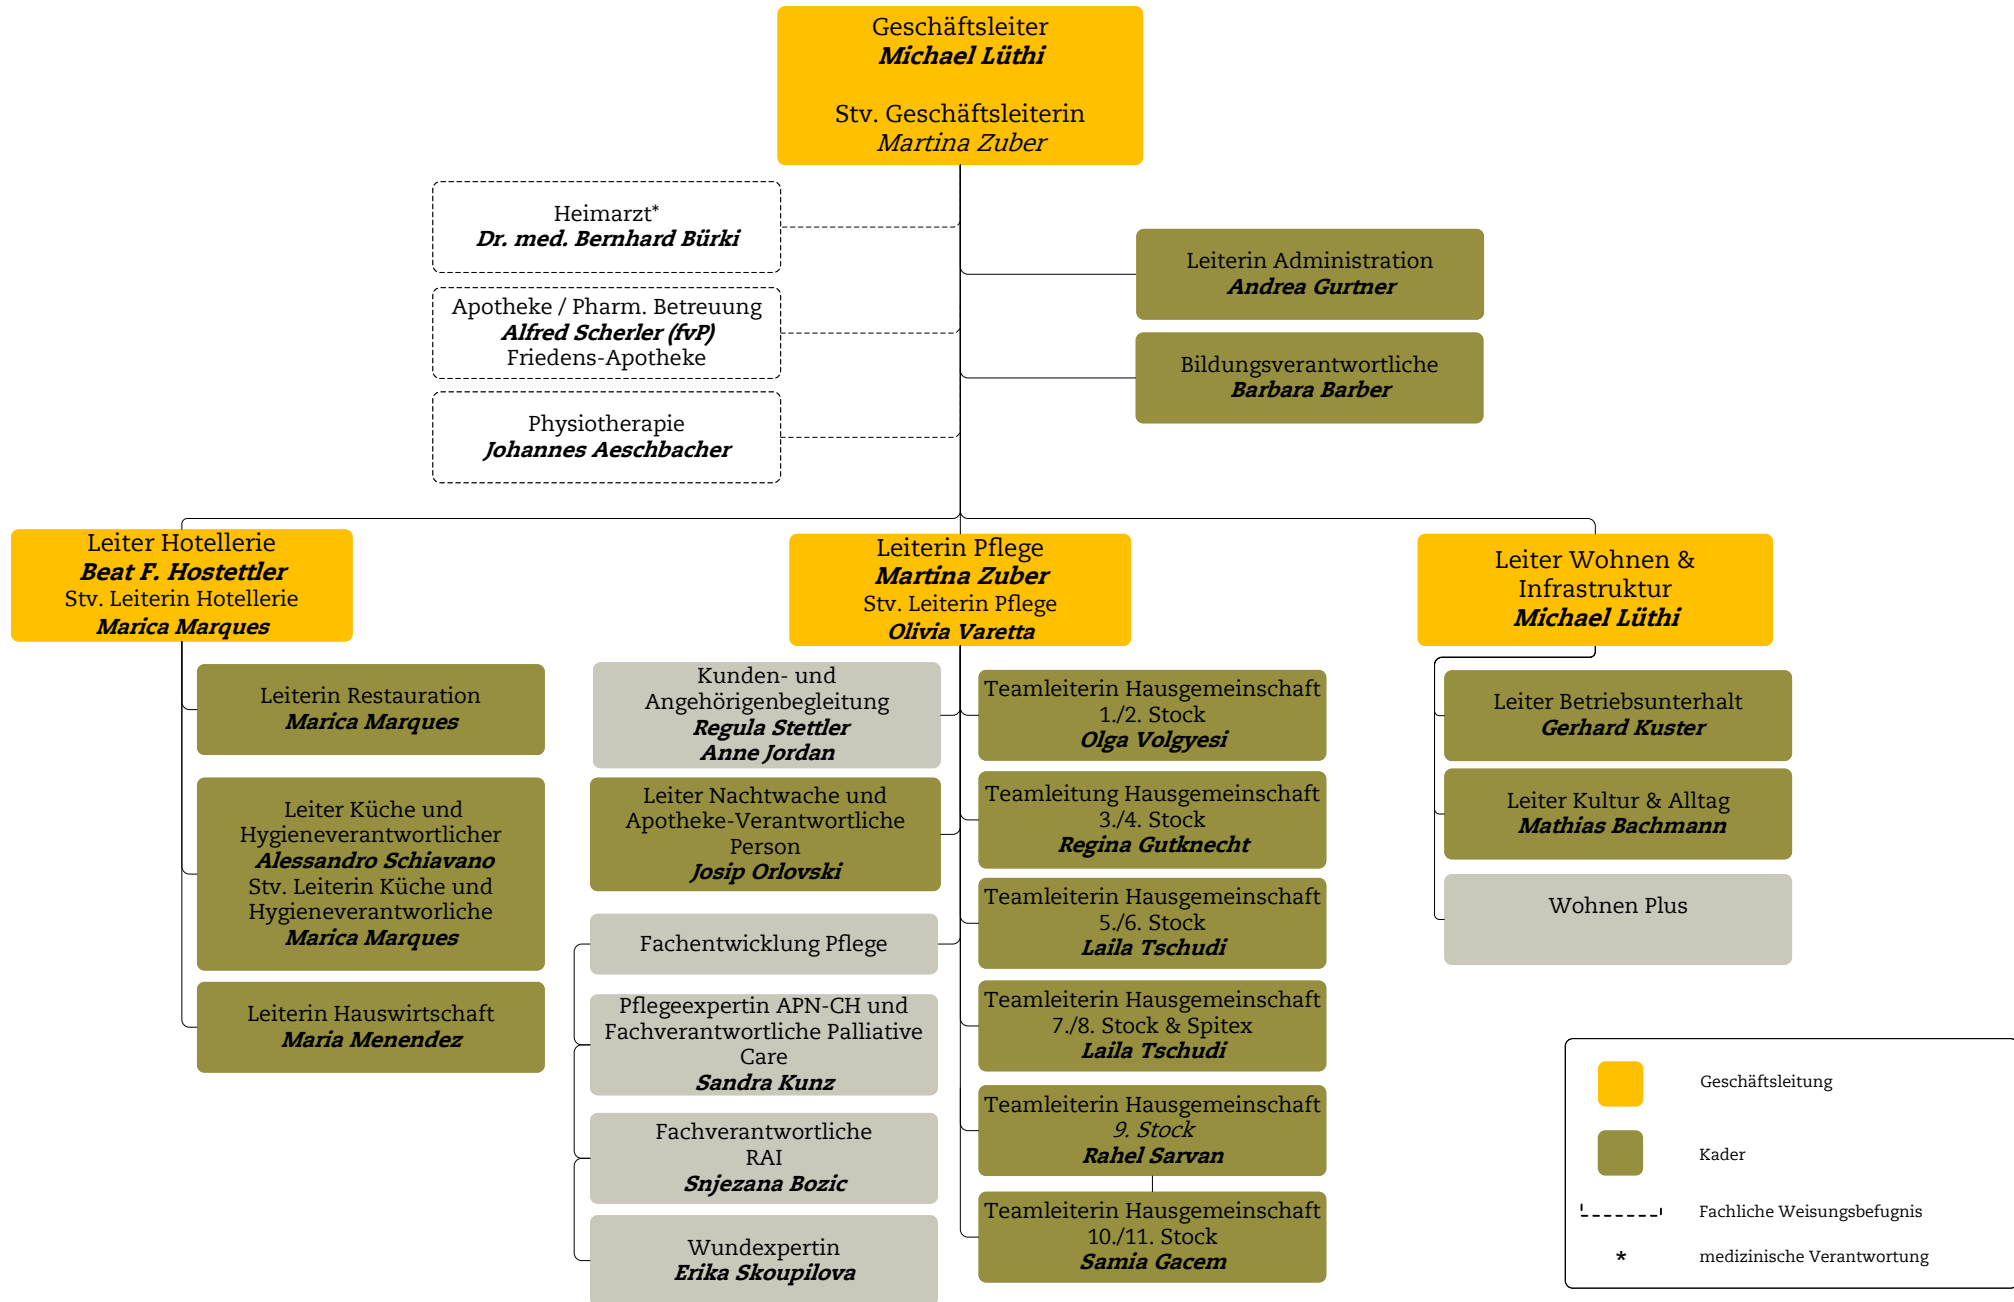 Geschäftsleiter
Michael Lüthi
Stv. Geschäftsleiterin
Martina Zuber
Heimarzt*
Dr. med. Bernhard Bürki
Apotheke / Pharm. Betreuung
Alfred Scherler (fvP)
Friedens-Apotheke
Physiotherapie
Johannes Aeschbacher
Leiterin Administration
Andrea Gurtner
Bildungsverantwortliche
Barbara Barber
Leiter Hotellerie
Beat F. Hostettler
Stv. Leiterin Hotellerie
Marica Marques
Leiterin Restauration
Marica Marques
Leiter Küche und
Hygieneverantwortlicher
Alessandro Schiavano
Stv. Leiterin Küche und
Hygieneverantworliche
Marica Marques
Leiterin Hauswirtschaft
Maria Menendez
Leiterin Pflege
Martina Zuber
Stv. Leiterin Pflege
Olivia Varetta
Kunden- und
Angehörigenbegleitung
Regula Stettler
Anne Jordan
Leiter Nachtwache und
Apotheke-Verantwortliche
Person
Josip Orlovski
Fachentwicklung Pflege
Pflegeexpertin APN-CH und
Fachverantwortliche Palliative
Care
Sandra Kunz
Fachverantwortliche
RAI
Snjezana Bozic
Wundexpertin
Erika Skoupilova
Teamleiterin Hausgemeinschaft
1./2. Stock
Olga Volgyesi
Teamleitung Hausgemeinschaft
3./4. Stock
Regina Gutknecht
Teamleiterin Hausgemeinschaft
5./6. Stock
Laila Tschudi
Teamleiterin Hausgemeinschaft
7./8. Stock & Spitex
Laila Tschudi
Teamleiterin Hausgemeinschaft
9. Stock
Rahel Sarvan
Teamleiterin Hausgemeinschaft
10./11. Stock
Samia Gacem
Leiter Wohnen &
Infrastruktur
Michael Lüthi
Leiter Betriebsunterhalt
Gerhard Kuster
Leiter Kultur & Alltag
Mathias Bachmann
Wohnen Plus
Geschäftsleitung
Kader
Fachliche Weisungsbefugnis
* medizinische Verantwortung